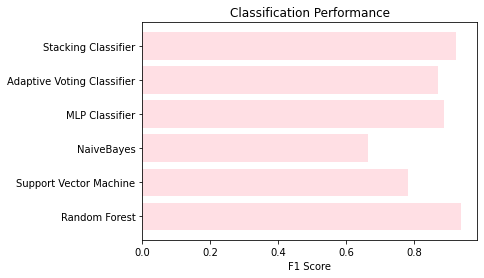 Classification Performance
Stacking Classifier
Adaptive Voting Classifier
MLP Classifier
NaiveBayes
Support Vector Machine
Random Forest
0.0 0.2 0.4 0.6 0.8
F1 Score